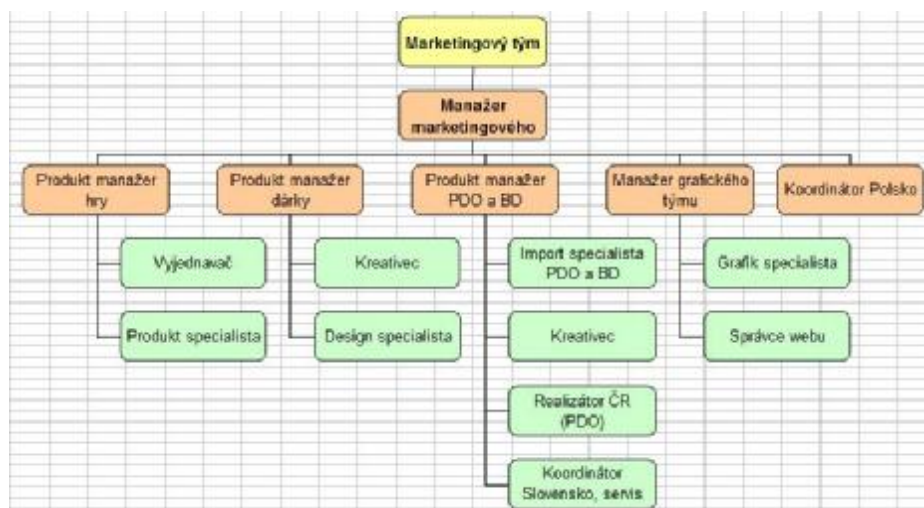 Marketingový tým
Manažer
marketingového
Produkt manažer
hry
Produkt manažer
dárky
Produkt manažer
PDO a BD
Manažer grafického
týmu
Koordinátor Polsko
Vyjednavač
Kreativec
Import specialista
PDO a BD
Grafik specialista
Produkt specialista
Design specialista
Kreativec
Správce webu
Realizátor ČR
(PDO)
Koordinátor
Slovensko, servis